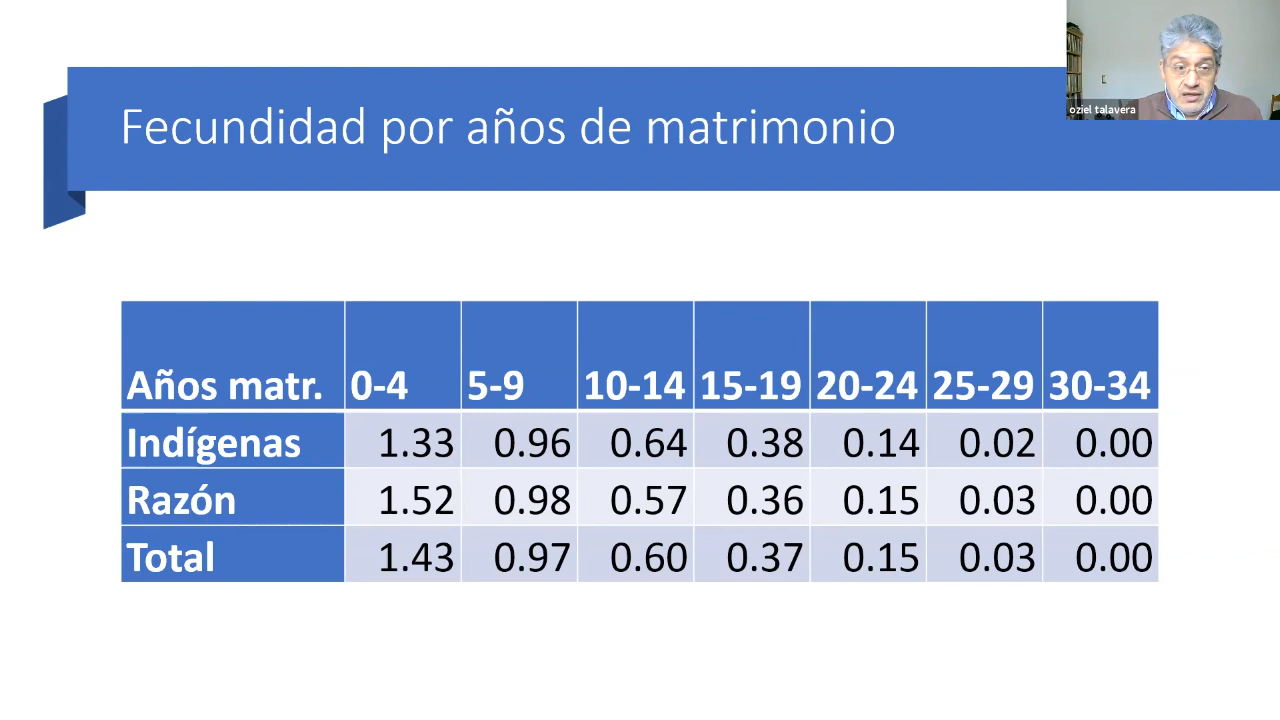 oziel talavera
Fecundidad por años de matrimonio
Años matr. 0-4 5-9 10-14 15-19 20-24 25-29 30-34
Indígenas 1.33 0.96 0.64 0.38 0.14 0.02 0.00
Razón 1.52 0.98 0.57 0.36 0.15 0.03 0.00
Total 1.43 0.97 0.60 0.37 0.15 0.03 0.00